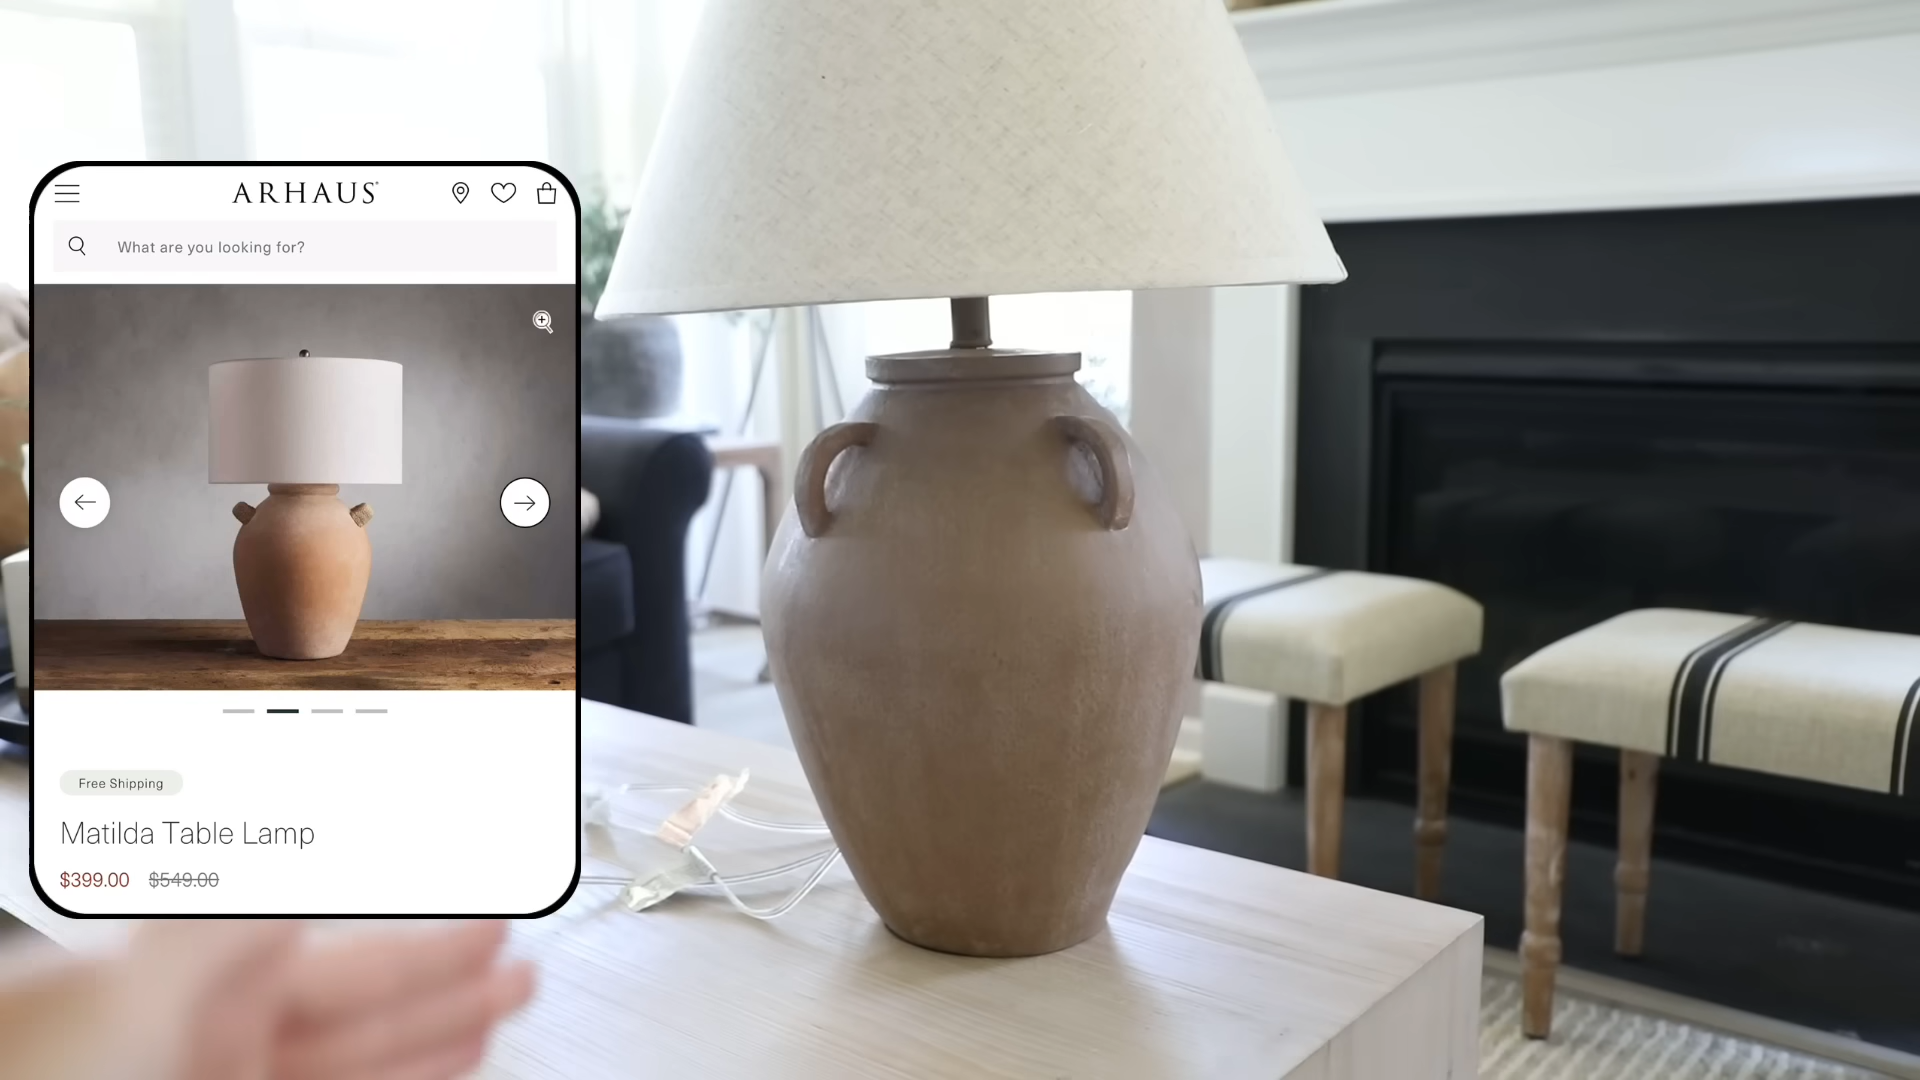 ARHAUS
What are you looking for?
Free Shipping
Matilda Table Lamp
$399.00 $549.00